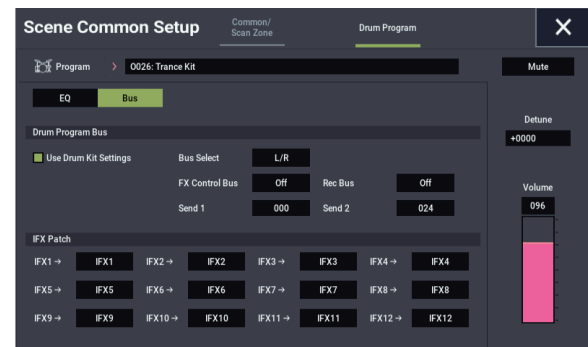 Scene Common Setup
Common/
Scan Zone
Drum Program
Program > 0026: Trance Kit
Mute
EQ Bus
Detune
+0000
Drum Program Bus
Use Drum Kit Settings Bus Select L/R
FX Control Bus Off Rec Bus Off
Send 1 000 Send 2 024
Volume
096
IFX Patch
IFX1→ IFX1 IFX2→ IFX2 IFX3→ IFX3 IFX4→ IFX4
IFX5→ IFX5 IFX6→ IFX6 IFX7→ IFX7 IFX8→ IFX8
IFX9→ IFX9 IFX10→ IFX10 IFX11→ IFX11 IFX12→ IFX12